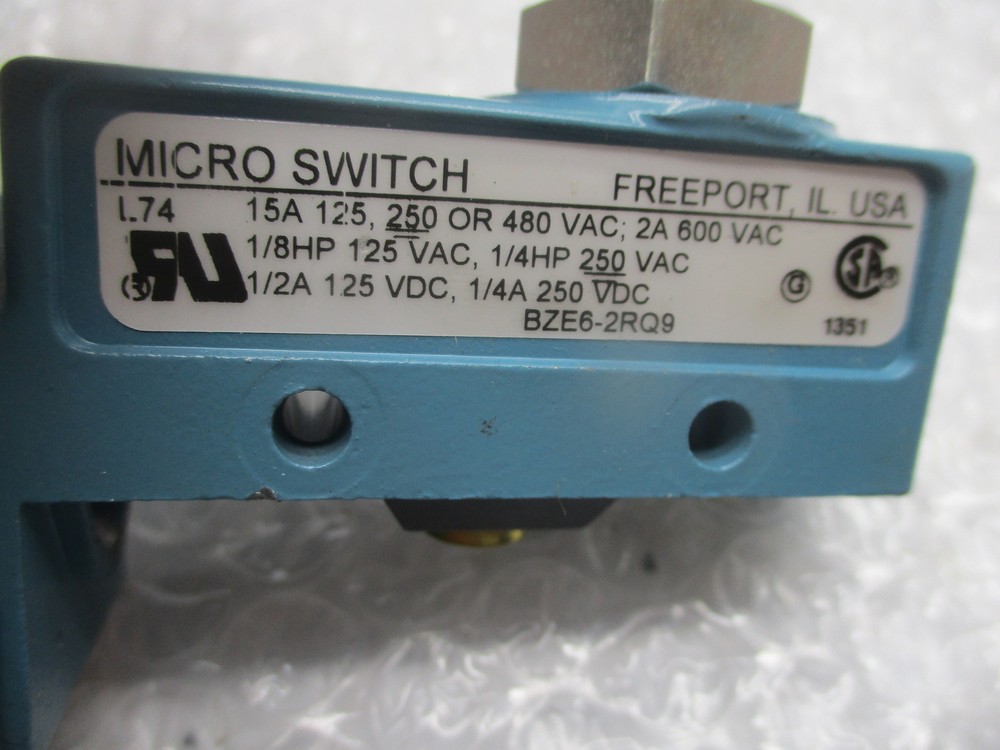 MICRO SWITCH FREEPORT, IL. USA
L74 15A 125, 250 OR 480 VAC; 2A 600 VAC
1/8HP 125 VAC, 1/4HP 250 VAC
1/2A 125 VDC, 1/4A 250 VDC
BZE6-2RQ9
G
1351